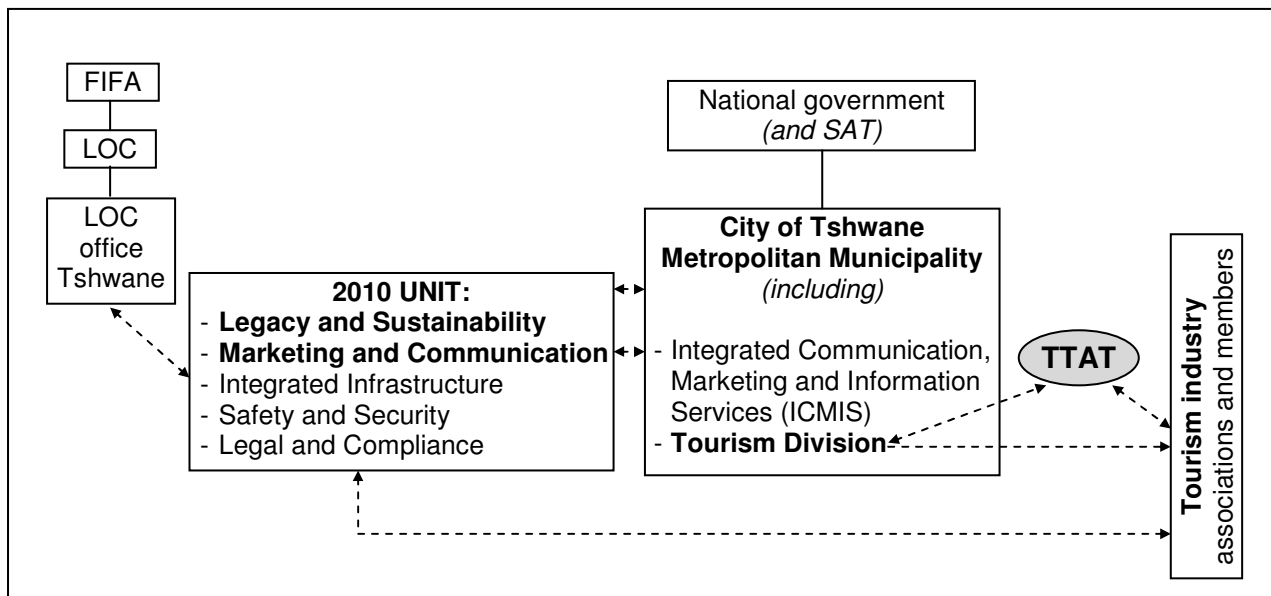 FIFA
LOC
LOC
office
Tshwane
2010 UNIT:
- Legacy and Sustainability
- Marketing and Communication
- Integrated Infrastructure
- Safety and Security
- Legal and Compliance
National government
(and SAT)
City of Tshwane
Metropolitan Municipality
(including)
- Integrated Communication,
Marketing and Information
Services (ICMIS)
- Tourism Division
TTAT
Tourism industry
associations and members